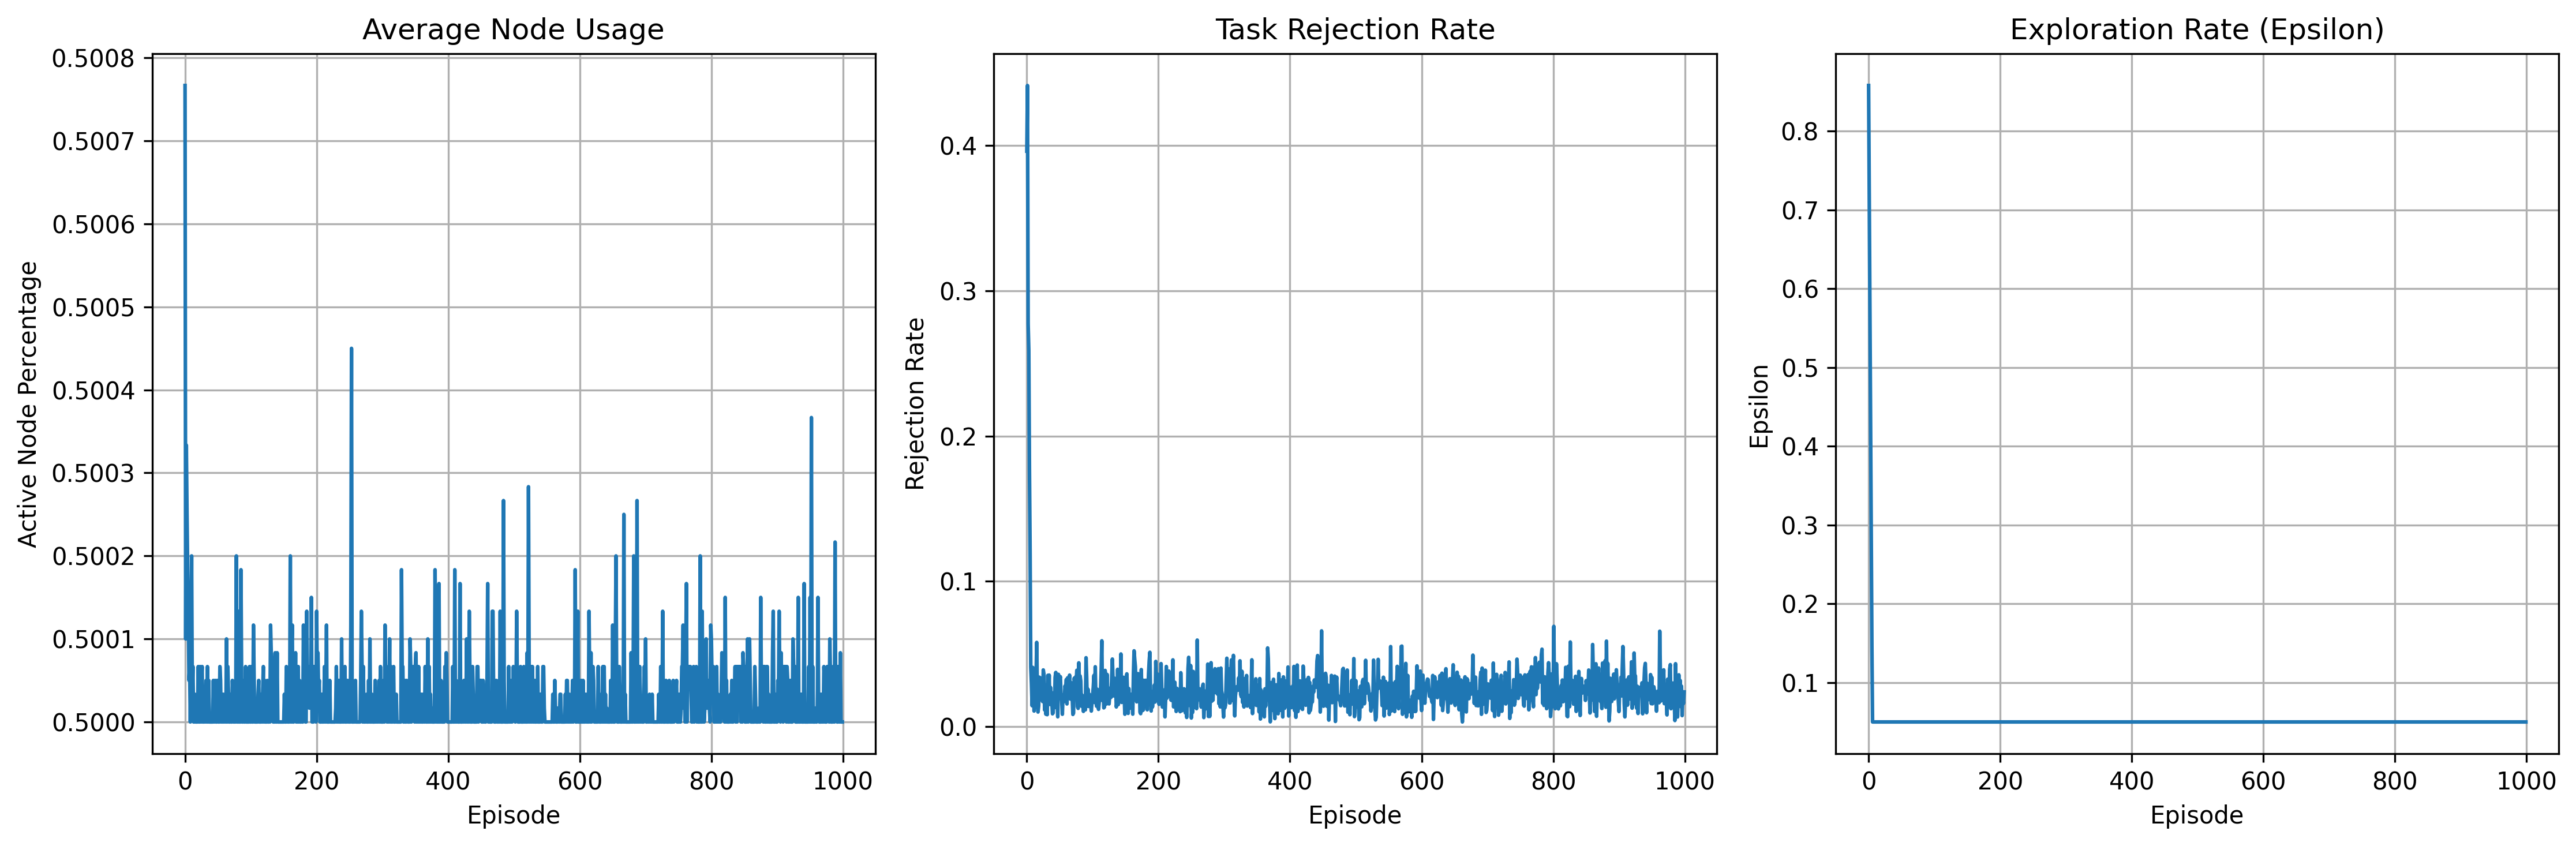 Average Node Usage
Active Node Percentage
0.5008
0.5007
0.5006
0.5005
0.5004
0.5003
0.5002
0.5001
0.5000
0 200 400 600 800 1000
Episode
Task Rejection Rate
Rejection Rate
0.4
0.3
0.2
0.1
0.0
0 200 400 600 800 1000
Episode
Exploration Rate (Epsilon)
Epsilon
0.8
0.7
0.6
0.5
0.4
0.3
0.2
0.1
0 200 400 600 800 1000
Episode